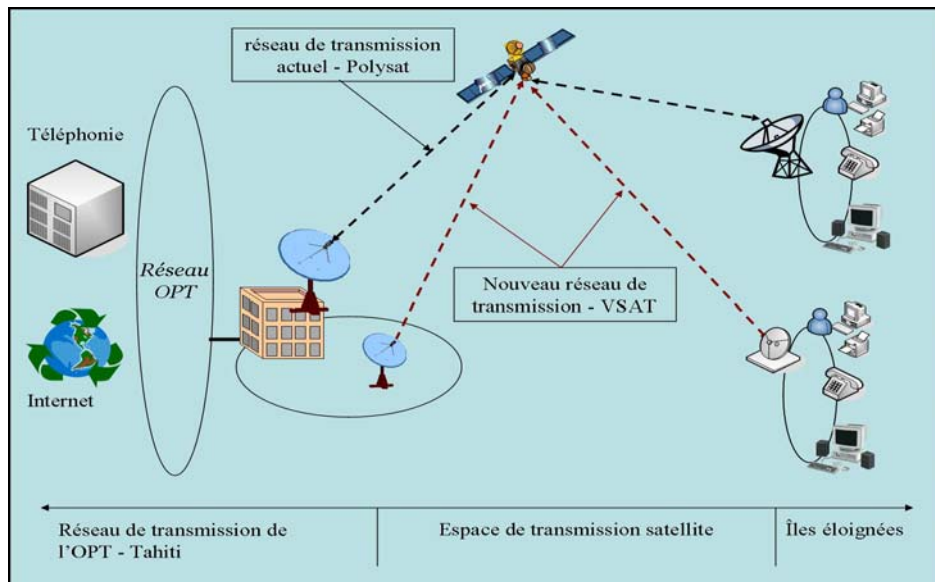 réseau de transmission
actuel - Polysat
Téléphonie
Réseau
OPT
Nouveau réseau de
transmission - VSAT
Internet
Réseau de transmission de
l'OPT - Tahiti
Espace de transmission satellite
Îles éloignées